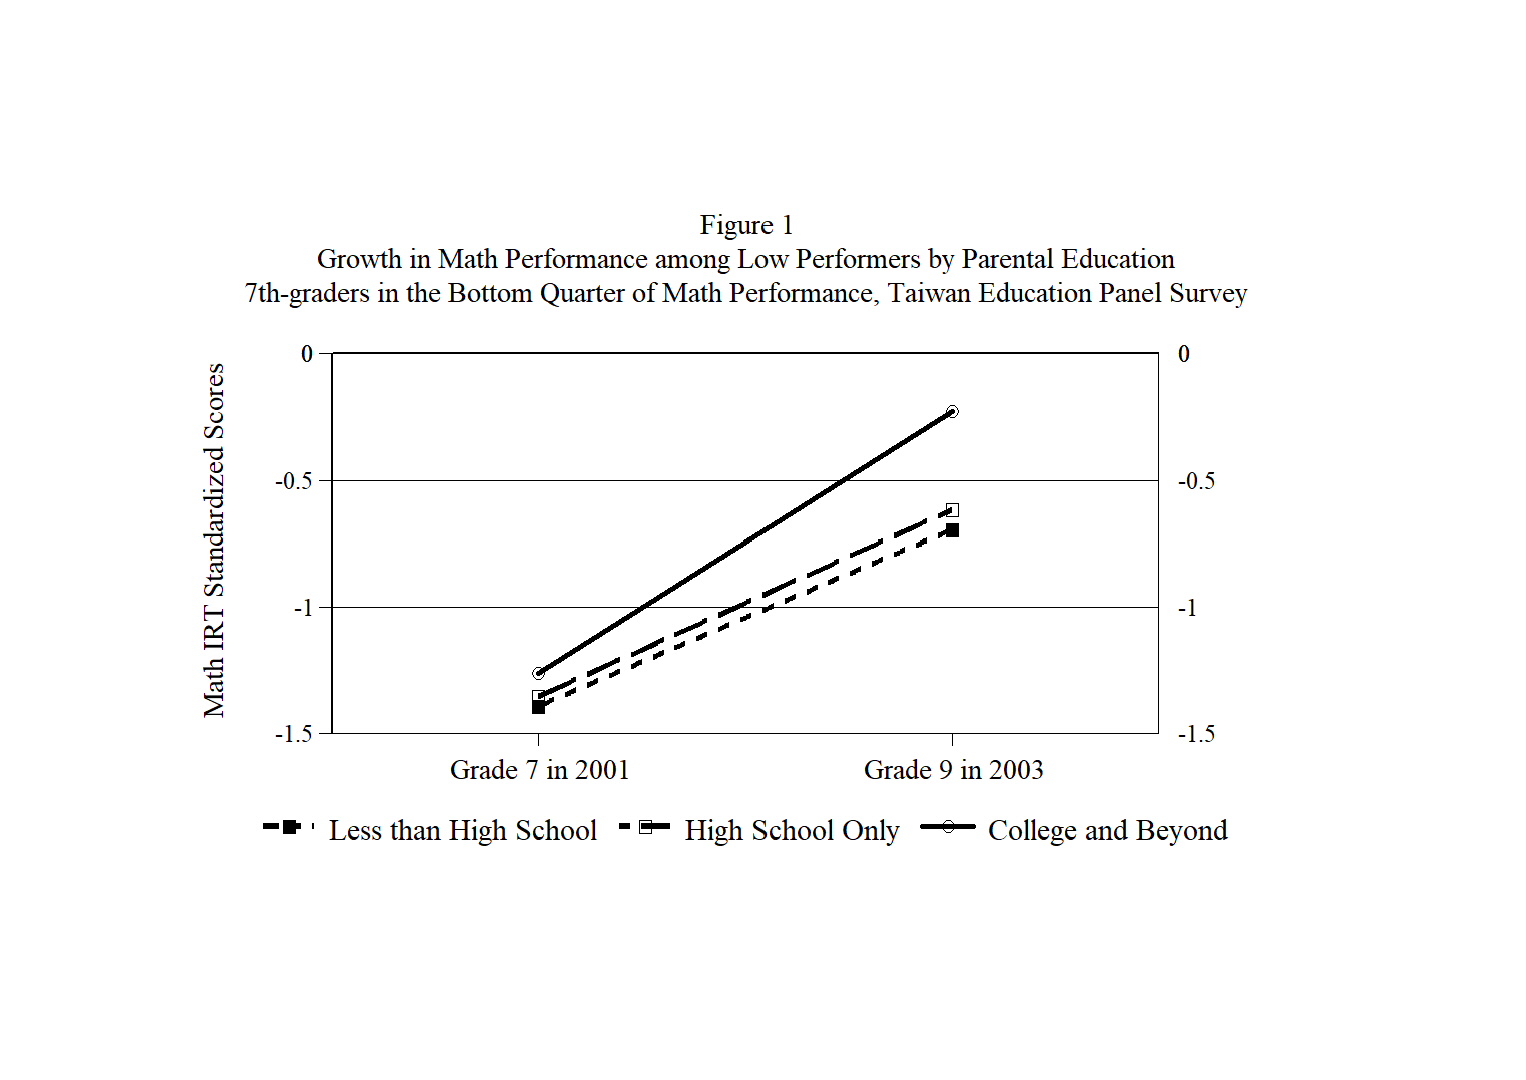 Figure 1
Growth in Math Performance among Low Performers by Parental Education
7th-graders in the Bottom Quarter of Math Performance, Taiwan Education Panel Survey
Math IRT Standardized Scores
0
-0.5
-1
-1.5
0
-0.5
-1
-1.5
Grade 7 in 2001
Grade 9 in 2003
Less than High School
High School Only
College and Beyond